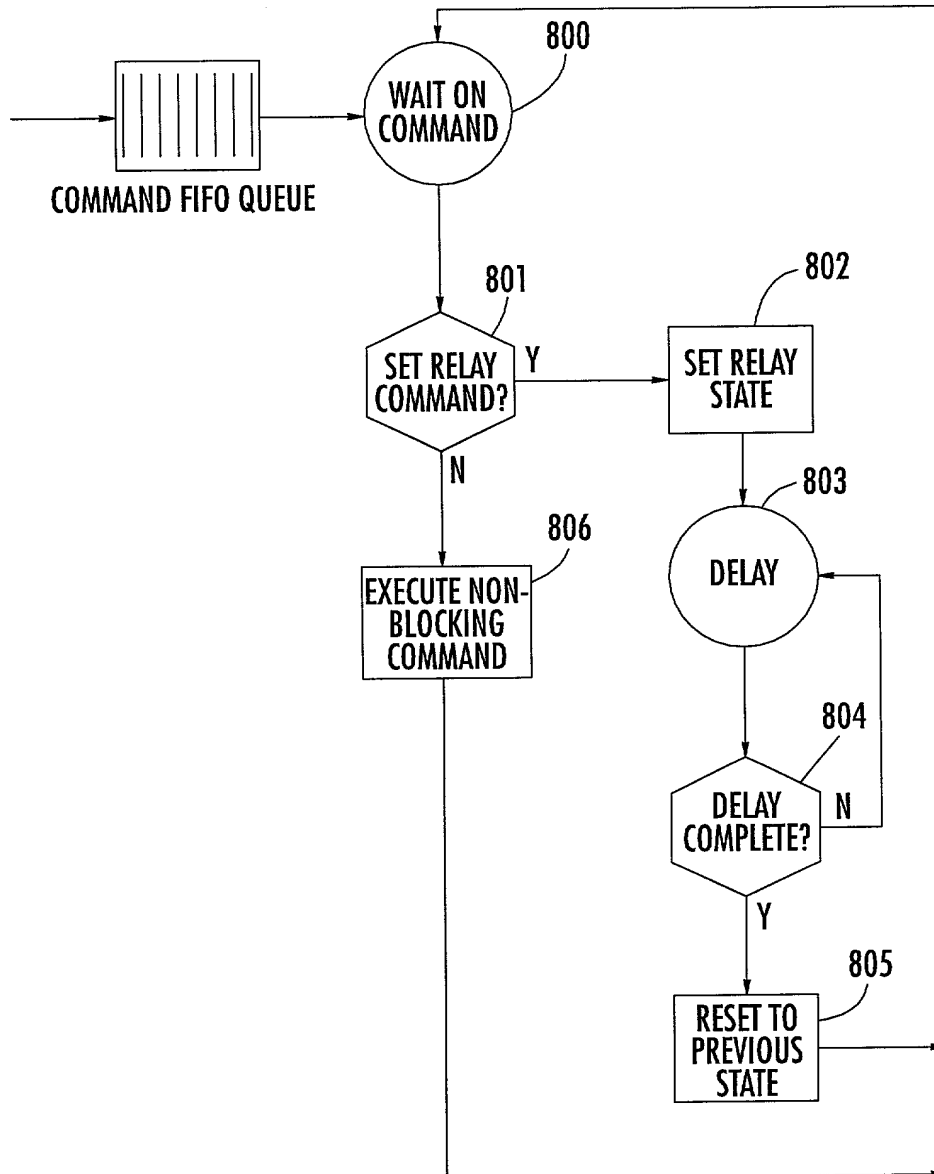 800
WAIT ON
COMMAND
COMMAND FIFO QUEUE
801
SET RELAY
COMMAND?
Y
N
802
SET RELAY
STATE
803
DELAY
806
EXECUTE NON-
BLOCKING
COMMAND
804
DELAY
COMPLETE?
N
Y
805
RESET TO
PREVIOUS
STATE